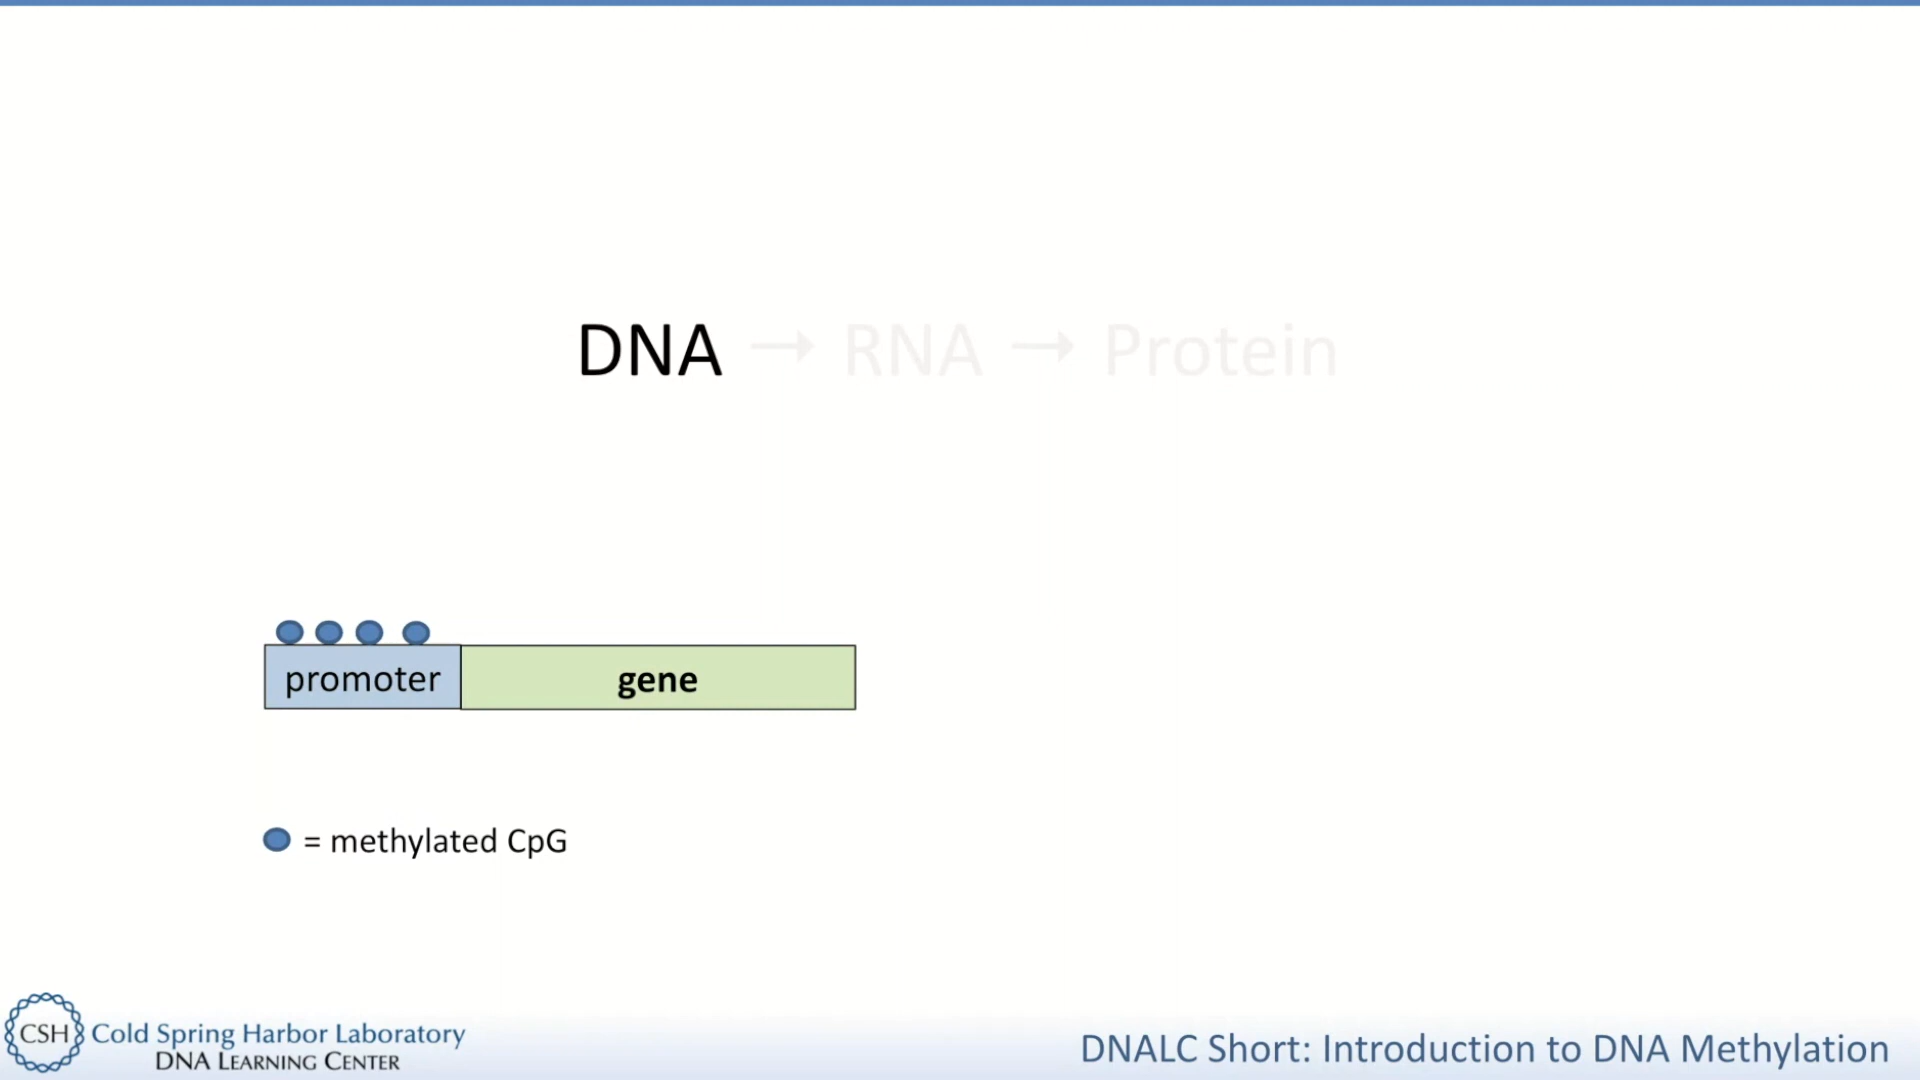 DNA → RNA → Protein
promoter gene
= methylated CpG
CSH Cold Spring Harbor Laboratory
DNA LEARNING CENTER
DNALC Short: Introduction to DNA Methylation